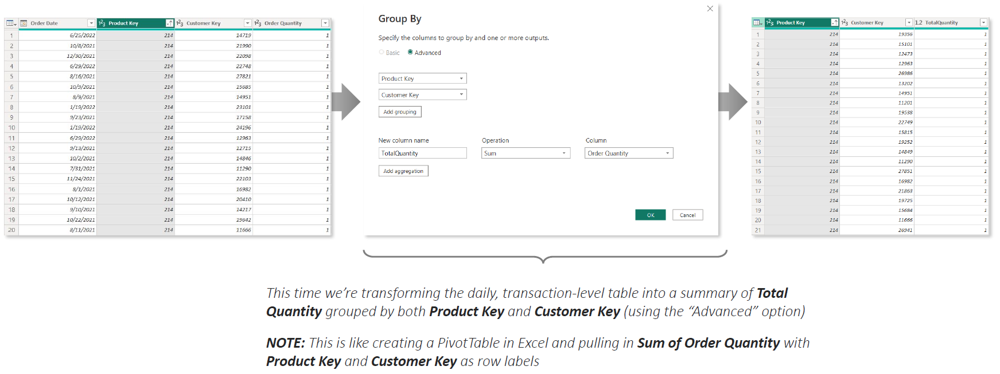 Order Date 1²3 Product Key 1²3 Customer Key 1²3 Order Quantity
1 6/25/2022 214 14719 1
2 10/8/2021 214 21990 1
3 12/30/2021 214 22098 1
4 6/29/2022 214 22748 1
5 8/16/2021 214 27821 1
6 10/9/2021 214 15685 1
7 8/9/2021 214 14951 1
8 1/19/2022 214 23101 1
9 9/23/2021 214 17158 1
10 1/19/2022 214 24196 1
11 6/29/2022 214 12963 1
12 9/13/2021 214 12715 1
13 10/2/2021 214 14846 1
14 7/31/2021 214 11290 1
15 11/24/2021 214 22103 1
16 8/1/2021 214 16982 1
17 10/12/2021 214 20410 1
18 9/10/2021 214 14217 1
19 10/22/2021 214 19642 1
20 8/11/2021 214 11666 1
Group By
Specify the columns to group by and one or more outputs.
Basic Advanced
Product Key
Customer Key
Add grouping
New column name Operation Column
TotalQuantity Sum Order Quantity
Add aggregation
OK Cancel
1²3 Product Key 1²3 Customer Key 1.2 TotalQuantity
1 214 19356 1
2 214 15101 1
3 214 12473 1
4 214 12963 1
5 214 26986 1
6 214 13202 1
7 214 14951 1
8 214 11201 1
9 214 19538 1
10 214 22749 1
11 214 15815 1
12 214 19252 1
13 214 14849 1
14 214 11290 1
15 214 27851 1
16 214 16982 1
17 214 21863 1
18 214 19725 1
19 214 15684 1
20 214 11666 1
21 214 26941 1
This time we're transforming the daily, transaction-level table into a summary of Total
Quantity grouped by both Product Key and Customer Key (using the "Advanced" option)
NOTE: This is like creating a PivotTable in Excel and pulling in Sum of Order Quantity with
Product Key and Customer Key as row labels